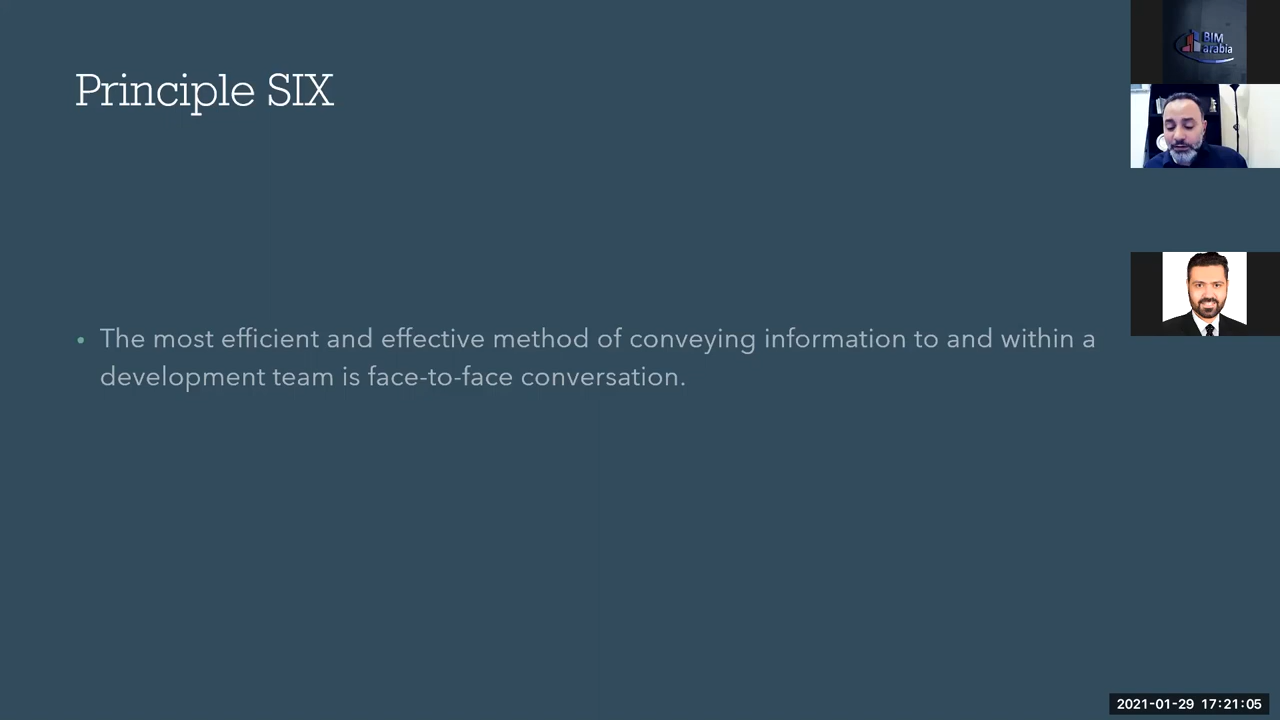 Principle SIX
• The most efficient and effective method of conveying information to and within a
development team is face-to-face conversation.
BIM
arabia
2021-01-29 17:21:05